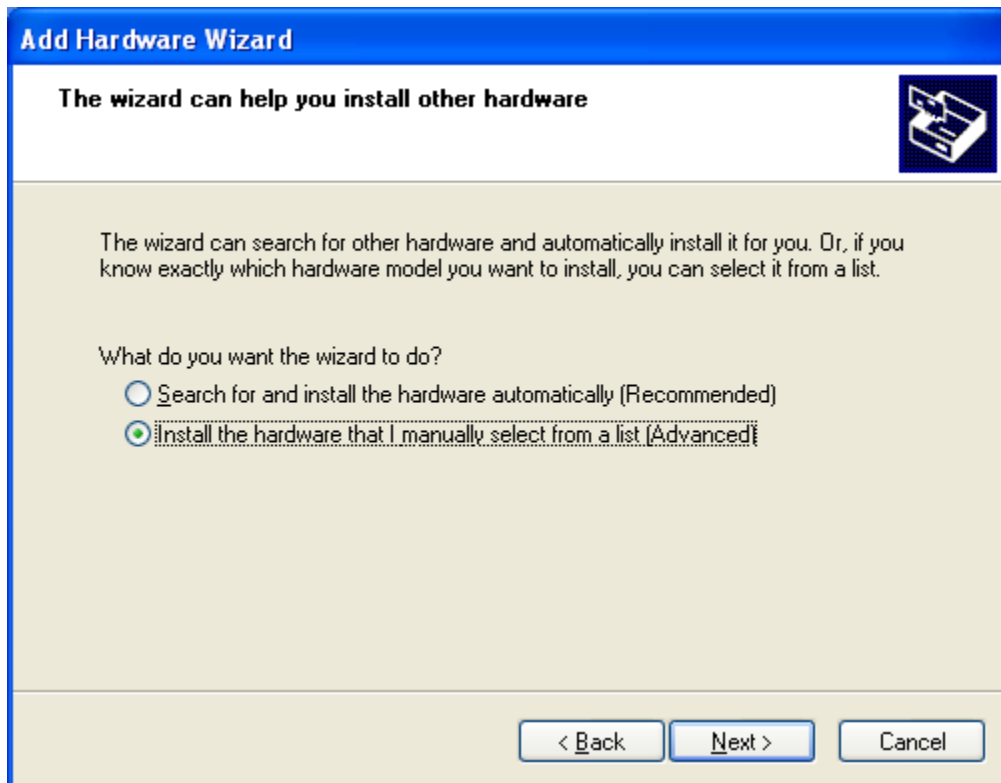 Add Hardware Wizard
The wizard can help you install other hardware
The wizard can search for other hardware and automatically install it for you. Or, if you
know exactly which hardware model you want to install, you can select it from a list.
What do you want the wizard to do?
Search for and install the hardware automatically (Recommended)
Install the hardware that I manually select from a list (Advanced)
< Back Next > Cancel